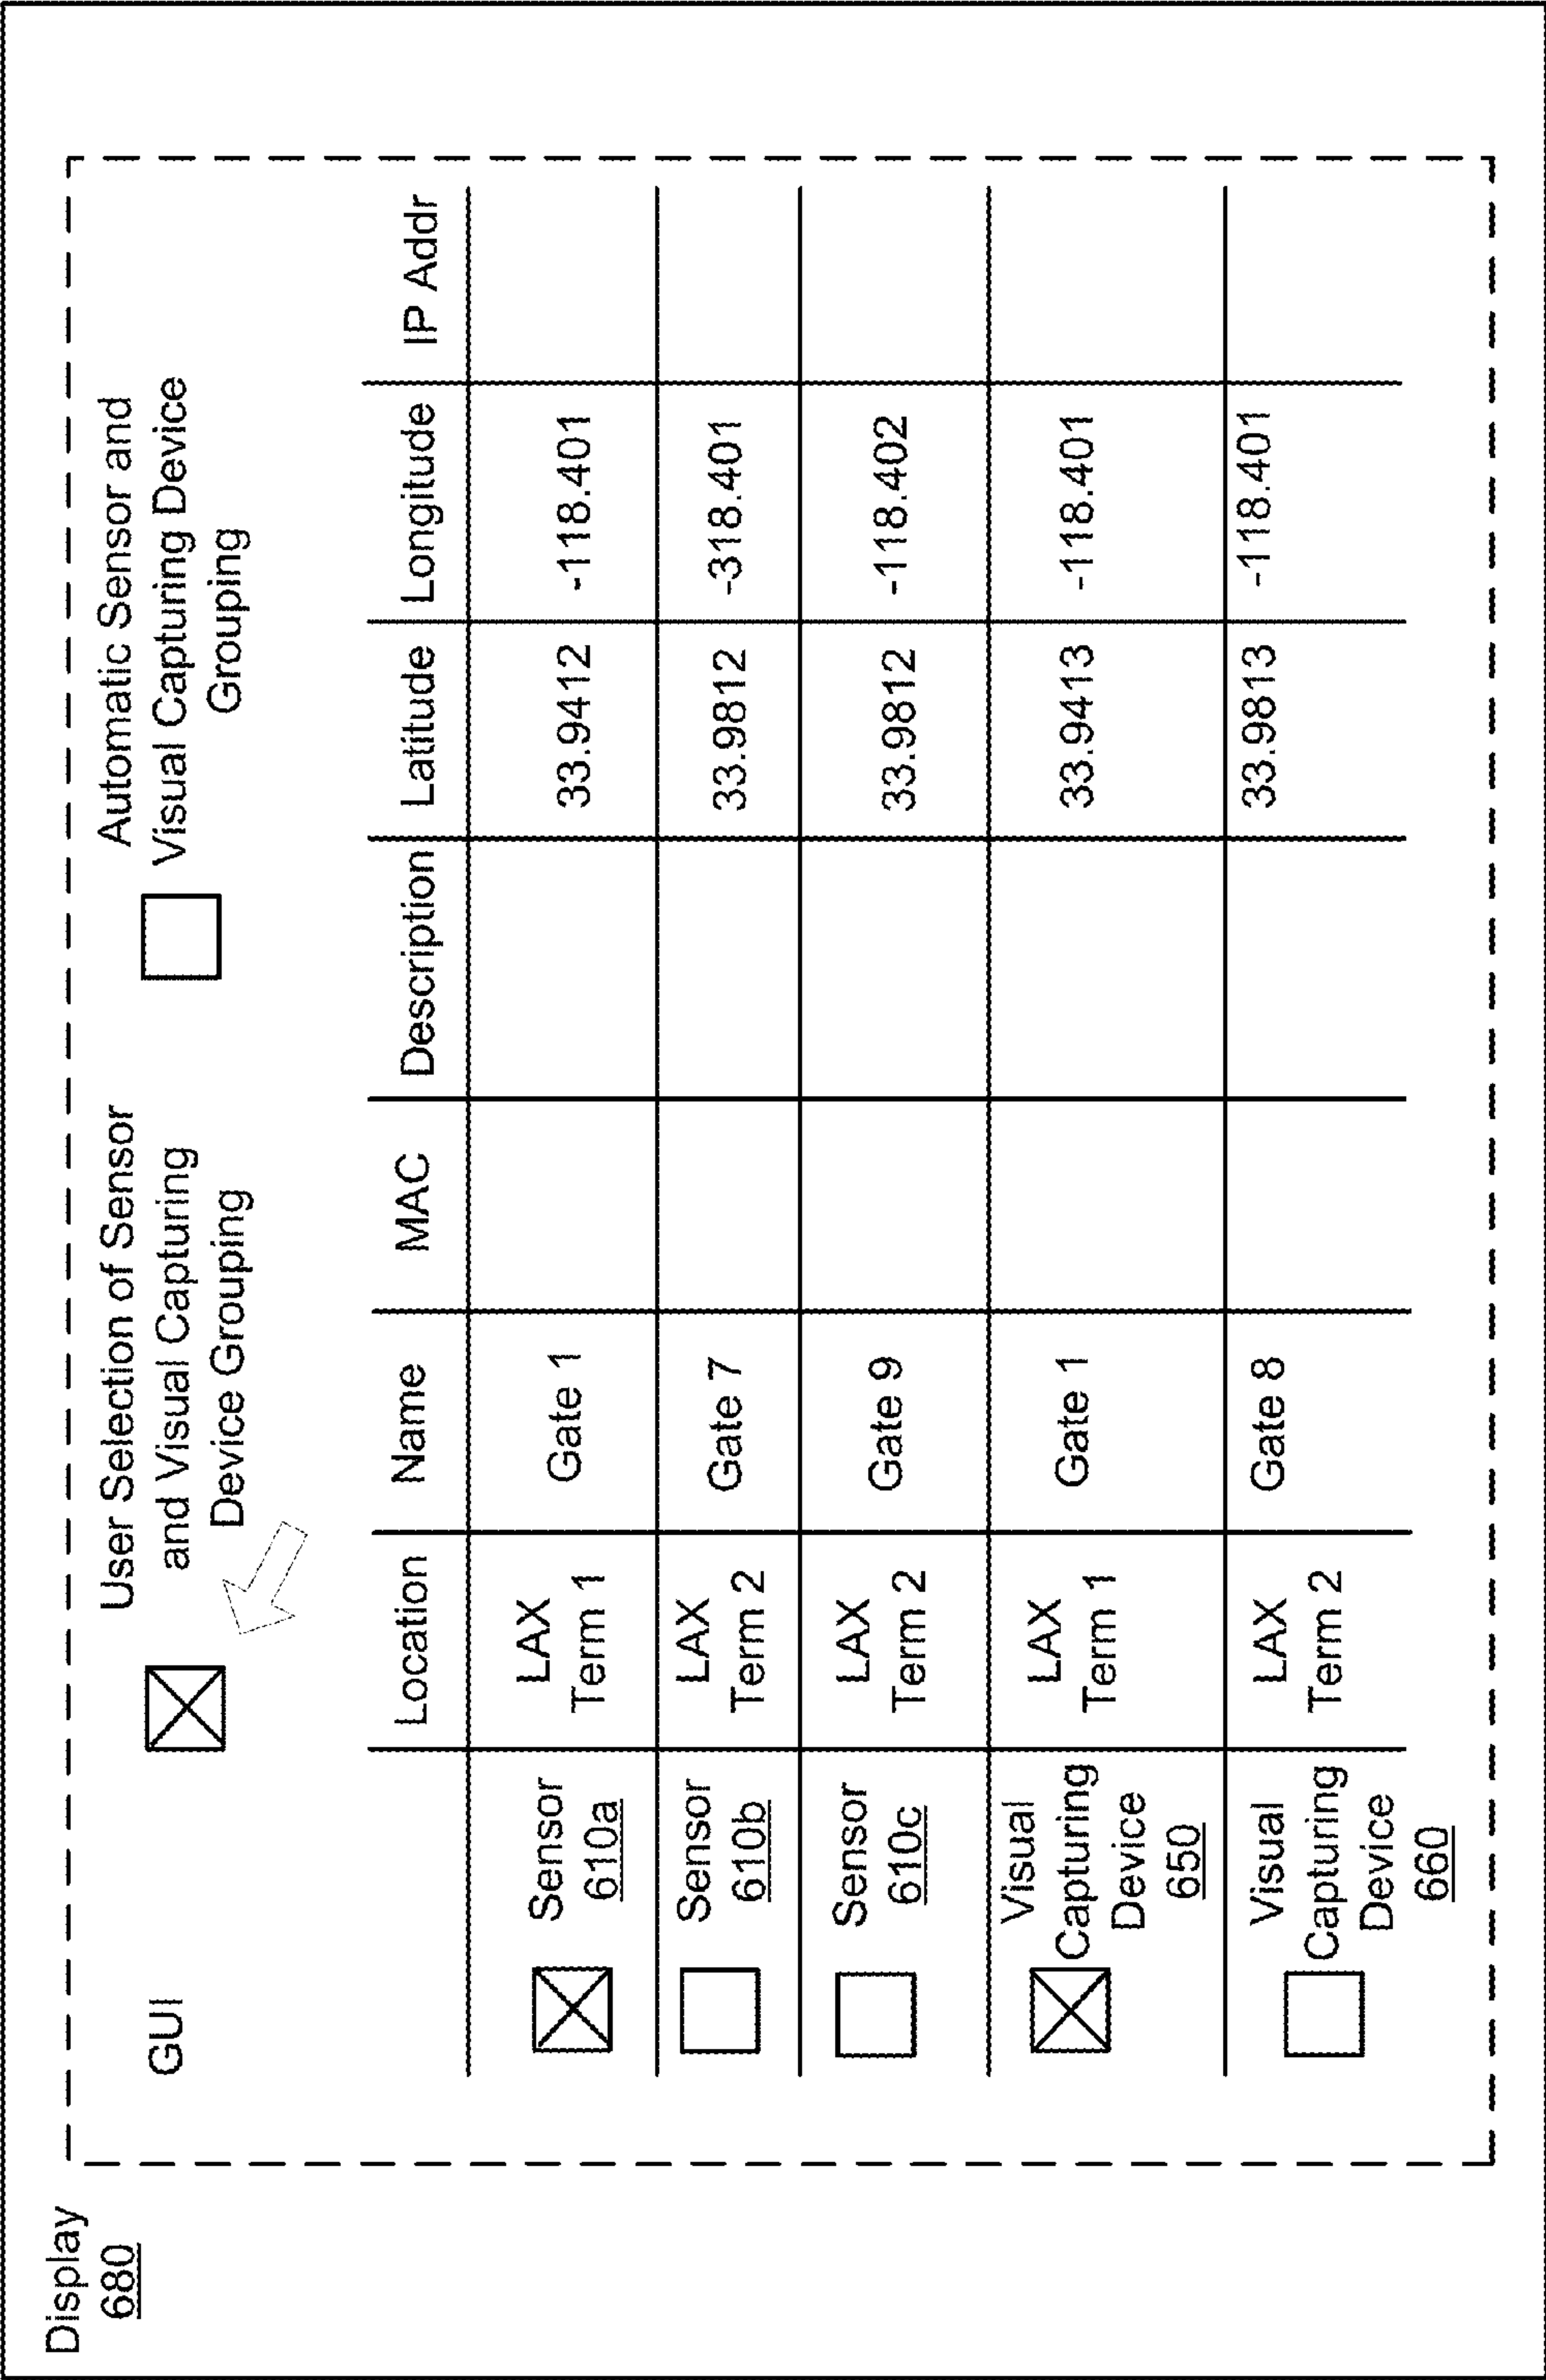 Display
680
GUI
User Selection of Sensor
and Visual Capturing
Device Grouping
Automatic Sensor and
Visual Capturing Device
Grouping
Location Name MAC Description Latitude Longitude IP Addr
Sensor
610a
LAX
Term 1
Gate 1
33.9412
-118.401
Sensor
610b
LAX
Term 2
Gate 7
33.9812
-318.401
Sensor
610c
LAX
Term 2
Gate 9
33.9812
-118.402
Visual
Capturing
Device
650
LAX
Term 1
Gate 1
33.9413
-118.401
Visual
Capturing
Device
660
LAX
Term 2
Gate 8
33.9813
-118.401